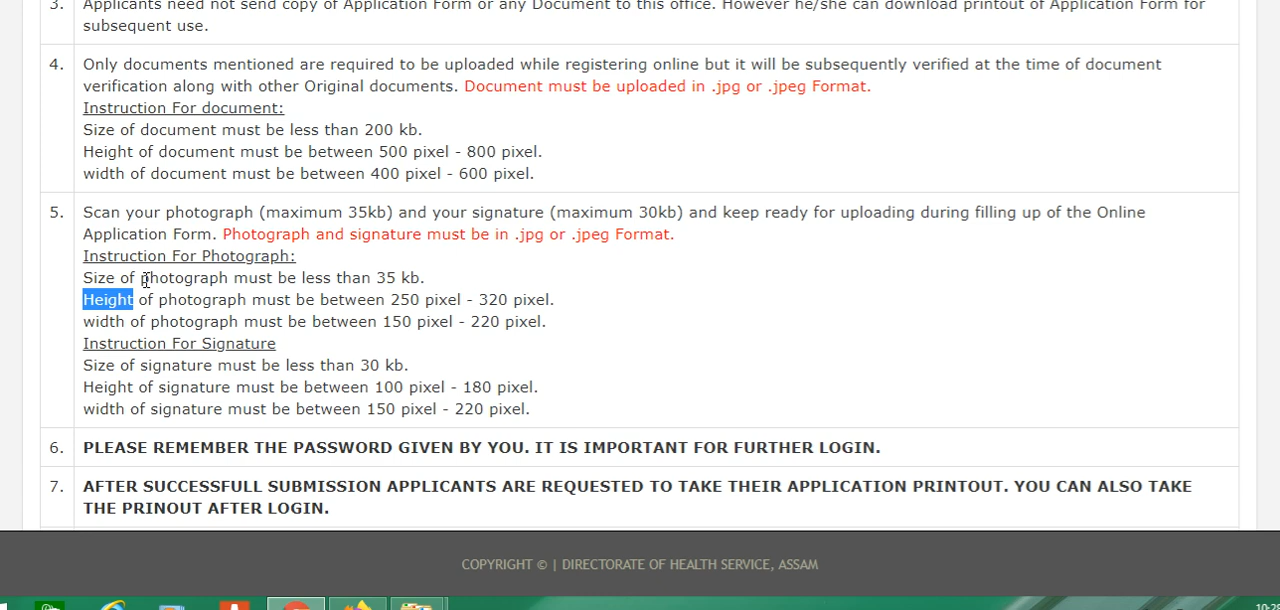 3. Applicants need not send copy of Application Form or any Document to this office. However he/she can download printout of Application Form for
subsequent use.
4. Only documents mentioned are required to be uploaded while registering online but it will be subsequently verified at the time of document
verification along with other Original documents. Document must be uploaded in .jpg or .jpeg Format.
Instruction For document:
Size of document must be less than 200 kb.
Height of document must be between 500 pixel - 800 pixel.
width of document must be between 400 pixel - 600 pixel.
5. Scan your photograph (maximum 35kb) and your signature (maximum 30kb) and keep ready for uploading during filling up of the Online
Application Form. Photograph and signature must be in .jpg or .jpeg Format.
Instruction For Photograph:
Size of photograph must be less than 35 kb.
Height of photograph must be between 250 pixel - 320 pixel.
width of photograph must be between 150 pixel - 220 pixel.
Instruction For Signature
Size of signature must be less than 30 kb.
Height of signature must be between 100 pixel - 180 pixel.
width of signature must be between 150 pixel - 220 pixel.
6. PLEASE REMEMBER THE PASSWORD GIVEN BY YOU. IT IS IMPORTANT FOR FURTHER LOGIN.
7. AFTER SUCCESSFULL SUBMISSION APPLICANTS ARE REQUESTED TO TAKE THEIR APPLICATION PRINTOUT. YOU CAN ALSO TAKE
THE PRINOUT AFTER LOGIN.
COPYRIGHT © | DIRECTORATE OF HEALTH SERVICE, ASSAM